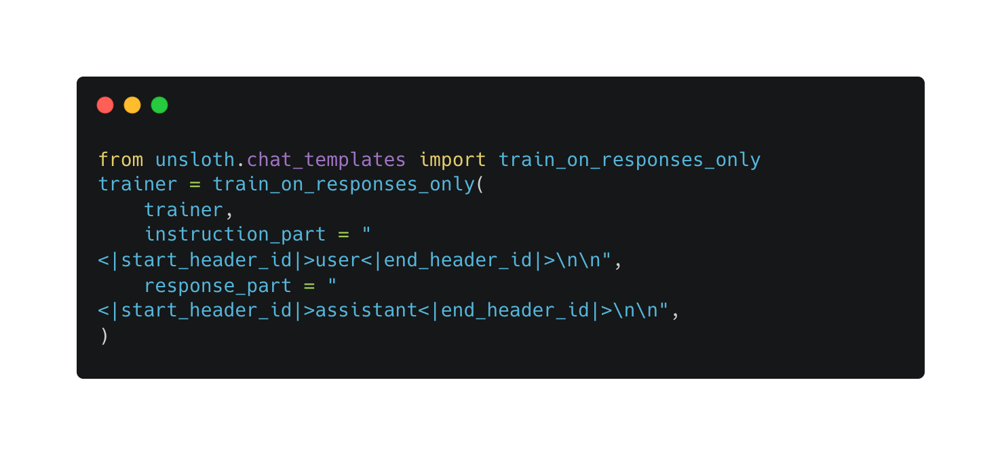 from unsloth.chat_templates import train_on_responses_only
trainer = train_on_responses_only(
    trainer,
    instruction_part = "
<|start_header_id|>user<|end_header_id|>\n\n",
    response_part = "
<|start_header_id|>assistant<|end_header_id|>\n\n",
)